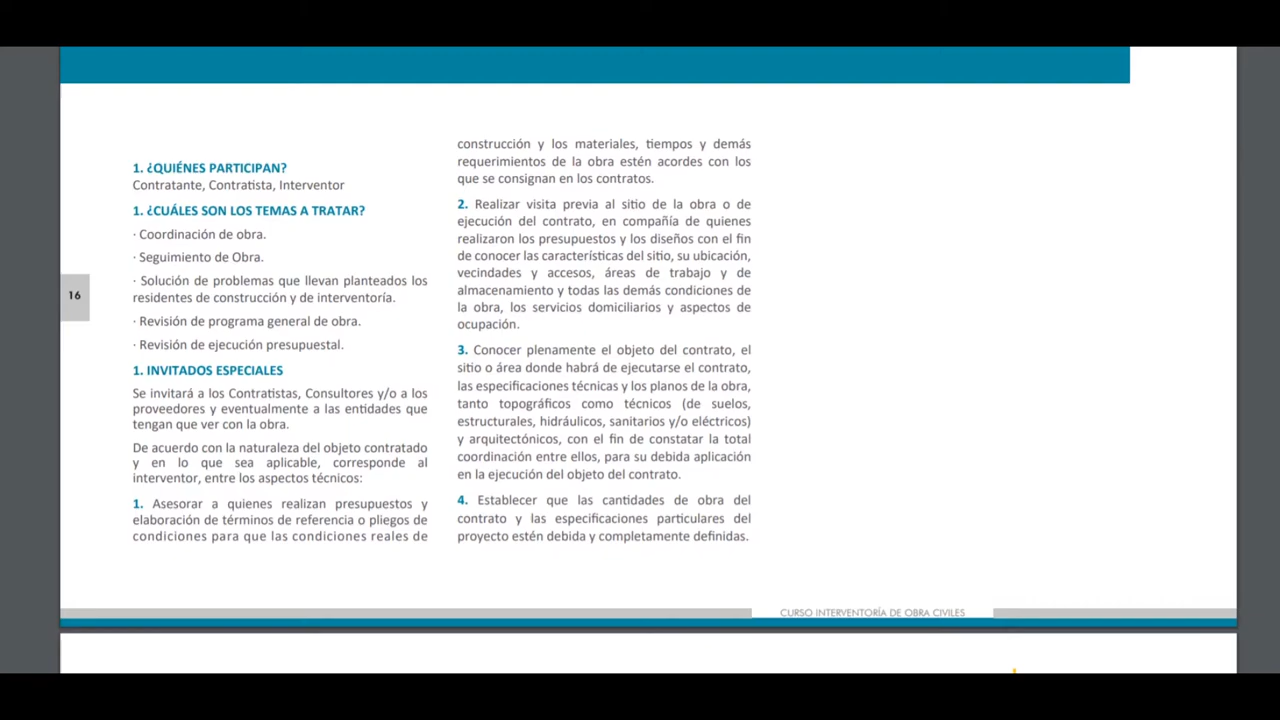 1. ¿QUIÉNES PARTICIPAN?
Contratante, Contratista, Interventor
1. ¿CUÁLES SON LOS TEMAS A TRATAR?
· Coordinación de obra.
· Seguimiento de Obra.
· Solución de problemas que llevan planteados los
residentes de construcción y de interventoría.
· Revisión de programa general de obra.
· Revisión de ejecución presupuestal.
1. INVITADOS ESPECIALES
Se invitará a los Contratistas, Consultores y/o a los
proveedores y eventualmente a las entidades que
tengan que ver con la obra.
De acuerdo con la naturaleza del objeto contratado
y en lo que sea aplicable, corresponde al
interventor, entre los aspectos técnicos:
1. Asesorar a quienes realizan presupuestos y
elaboración de términos de referencia o pliegos de
condiciones para que las condiciones reales de
construcción y los materiales, tiempos y demás
requerimientos de la obra estén acordes con los
que se consignan en los contratos.
2. Realizar visita previa al sitio de la obra o de
ejecución del contrato, en compañía de quienes
realizaron los presupuestos y los diseños con el fin
de conocer las características del sitio, su ubicación,
vecindades y accesos, áreas de trabajo y de
almacenamiento y todas las demás condiciones de
la obra, los servicios domiciliarios y aspectos de
ocupación.
3. Conocer plenamente el objeto del contrato, el
sitio o área donde habrá de ejecutarse el contrato,
las especificaciones técnicas y los planos de la obra,
tanto topográficos como técnicos (de suelos,
estructurales, hidráulicos, sanitarios y/o eléctricos)
y arquitectónicos, con el fin de constatar la total
coordinación entre ellos, para su debida aplicación
en la ejecución del objeto del contrato.
4. Establecer que las cantidades de obra del
contrato y las especificaciones particulares del
proyecto estén debida y completamente definidas.
16
CURSO INTERVENTORÍA DE OBRA CIVILES